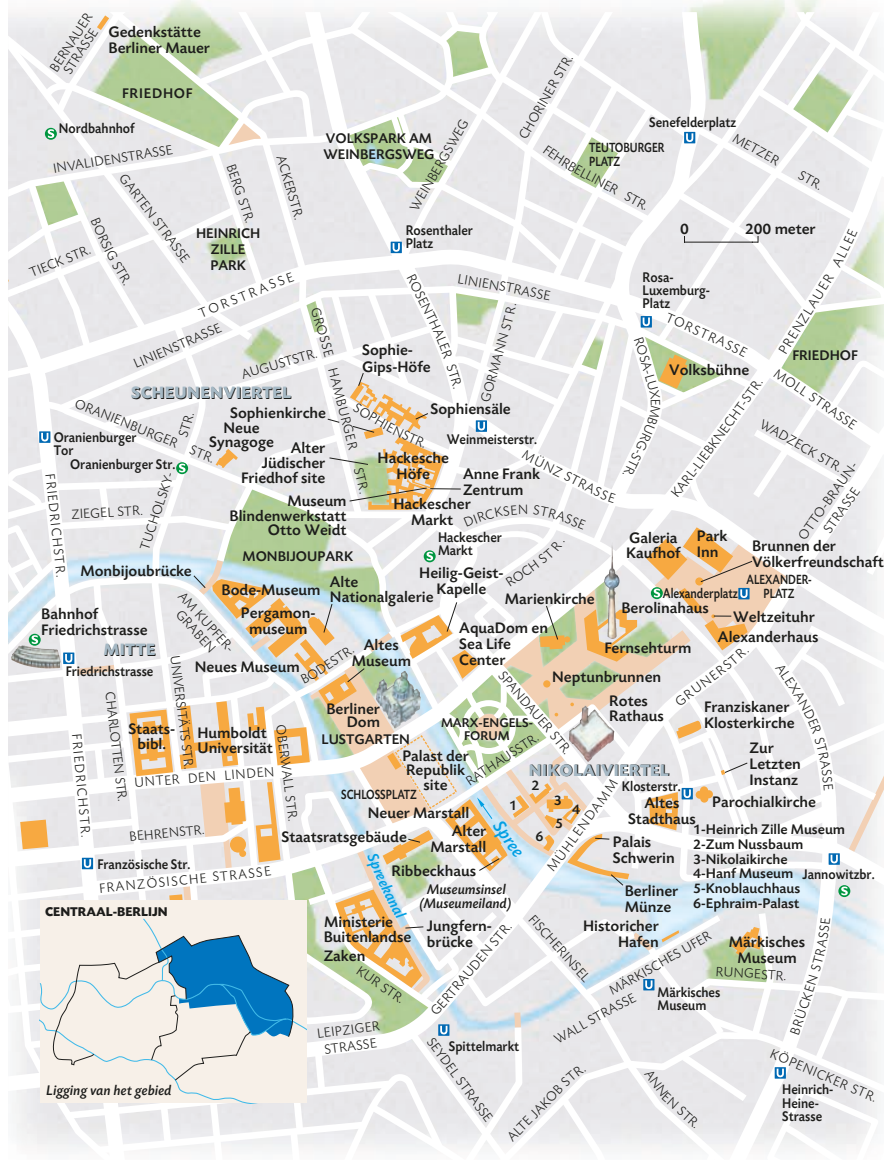 BERNAUER
STRASSE
Gedenkstätte
Berliner Mauer
FRIEDHOF
S Nordbahnhof
INVALIDENSTRASSE
GARTEN STRASSE
BERG STR.
ACKERSTR.
BORSIG STR.
TIECK STR.
HEINRICH
ZILLE
PARK
VOLKSPARK AM
WEINBERGSWEG
WEINBERGSWEG
CHORINER STR.
TEUTOBURGER
PLATZ
FEHRBELLINER STR.
Senefelderplatz
U
METZER STR.
0 200 meter
Rosenthaler
Platz
U
TORSTRASSE
LINIENSTRASSE
LINIENSTRASSE
ROSENTHALER STR.
GORMANN STR.
Rosa-
Luxemburg-
Platz
U
TORSTRASSE
PRENZLAUER ALLEE
FRIEDHOF
Volksbühne
MOLL STRASSE
ROSA-LUXEMBURG-STR.
KARL-LIEBKNECHT-STR.
WADZECK STR.
OTTO-BRAUN-
STRASSE
AUGUSTSTR.
GROSSE HAMBURGER STR.
SCHEUNENVIERTEL
Sophie-
Gips-Höfe
Sophiensäle
SOPHIENSTR.
Sophienkirche
Neue
Synagoge
ORANIENBURGER STR.
U Oranienburger
Tor
Oranienburger Str. S
Alter
Jüdischer
Friedhof site
Hackesche
Höfe
U
Weinmeisterstr.
MÜNZ STRASSE
Anne Frank
Zentrum
Museum
Blindenwerkstatt
Otto Weidt
Hackescher
Markt
DIRCKSEN STRASSE
FRIEDRICHSTR.
ZIEGEL STR.
TUCHOLSKY- STR.
MONBIJOUPARK
Hackescher
Markt
S
ROCH STR.
Galeria
Kaufhof
Park
Inn
Brunnen der
Völkerfreundschaft
S Alexanderplatz U
ALEXANDER-
PLATZ
Berolinahaus
Weltzeituhr
Alexanderhaus
Monbijoubrücke
Bode-Museum
Alte
Nationalgalerie
Heilig-Geist-
Kapelle
Marienkirche
Pergamon-
museum
AM KUPFER-
GRABEN
AquaDom en
Sea Life
Center
Fernsehturm
Bahnhof
Friedrichstrasse
S
U
Friedrichstrasse
MITTE
Neues Museum
BODESTR.
Altes
Museum
Neptunbrunnen
GRUNERSTR.
ALEXANDER STRASSE
UNIVERSITÄTS STR.
CHARLOTTEN STR.
FRIEDRICHSTR.
Staats-
bibl.
Humboldt
Universität
OBERWALL STR.
Berliner
Dom
LUSTGARTEN
MARX-ENGELS-
FORUM
SPANDAUER STR.
Rotes
Rathaus
Franziskaner
Klosterkirche
UNTER DEN LINDEN
Palast der
Republik
site
RATHAUSSTR.
NIKOLAIVIERTEL
Zur
Letzten
Instanz
SCHLOSSPLATZ
Klosterstr. U
Altes
Stadthaus
Parochialkirche
Neuer Marstall
1
2
3
4
5
6
MÜHLENDAMM
BEHRENSTR.
Staatsratsgebäude
Alter
Marstall
Spree
Ribbeckhaus
Palais
Schwerin
1-Heinrich Zille Museum
2-Zum Nussbaum
3-Nikolaikirche
4-Hanf Museum
5-Knoblauchhaus
6-Ephraim-Palast
U
Jannowitzbr.
S
U Französische Str.
FRANZÖSISCHE STRASSE
Spreekanal
Museumsinsel
(Museumeiland)
Berliner
Münze
Ministerie
Buitenlandse
Zaken
Jungfern-
brücke
KUR STR.
GERTRAUDEN STR.
FISCHERINSEL
Historicher
Hafen
MÄRKISCHES UFER
Märkisches
Museum
RUNGESTR.
BRÜCKEN STRASSE
U
Märkisches
Museum
WALL STRASSE
LEIPZIGER
STRASSE
U
Spittelmarkt
SEYDEL STRASSE
ALTE JAKOB STR.
ANNEN STR.
KÖPENICKER STR.
U
Heinrich-
Heine-
Strasse
CENTRAAL-BERLIJN
Ligging van het gebied